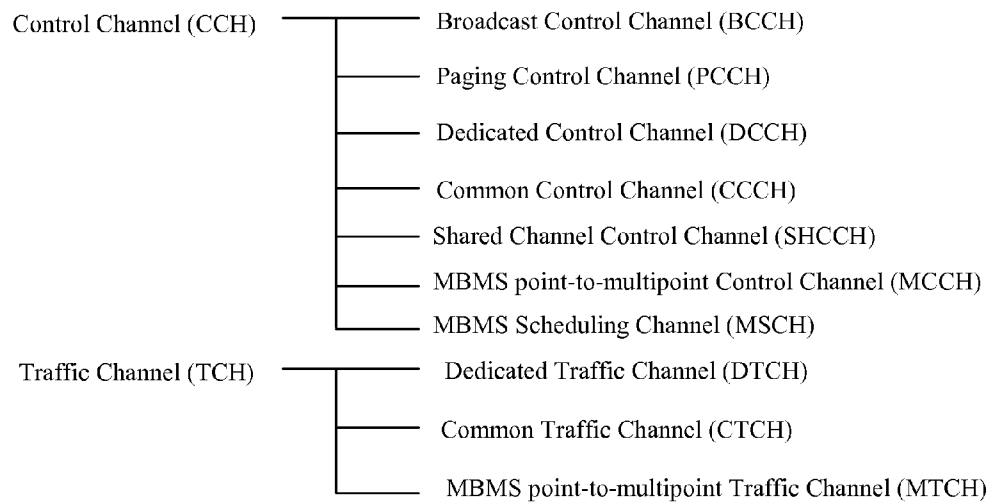 Control Channel (CCH)
Broadcast Control Channel (BCCH)
Paging Control Channel (PCCH)
Dedicated Control Channel (DCCH)
Common Control Channel (CCCH)
Shared Channel Control Channel (SHCCH)
MBMS point-to-multipoint Control Channel (MCCH)
MBMS Scheduling Channel (MSCH)
Traffic Channel (TCH)
Dedicated Traffic Channel (DTCH)
Common Traffic Channel (CTCH)
MBMS point-to-multipoint Traffic Channel (MTCH)